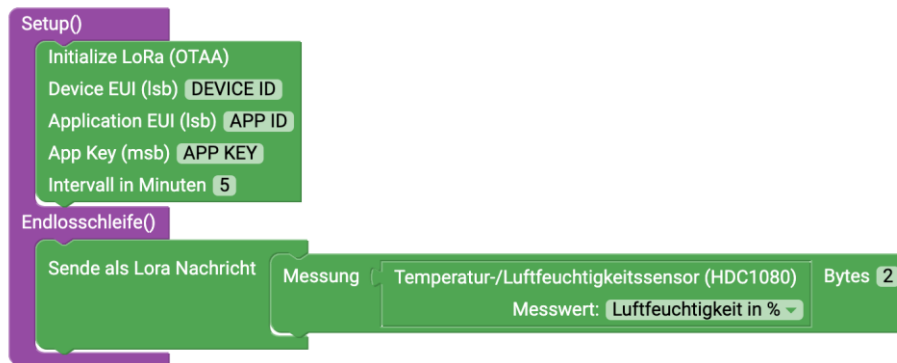 Setup()
Initialize LoRa (OTAA)
Device EUI (lsb) DEVICE ID
Application EUI (lsb) APP ID
App Key (msb) APP KEY
Intervall in Minuten 5
Endlosschleife()
Sende als Lora Nachricht Messung Temperatur-/Luftfeuchtigkeitssensor (HDC1080) Bytes 2
Messwert: Luftfeuchtigkeit in %